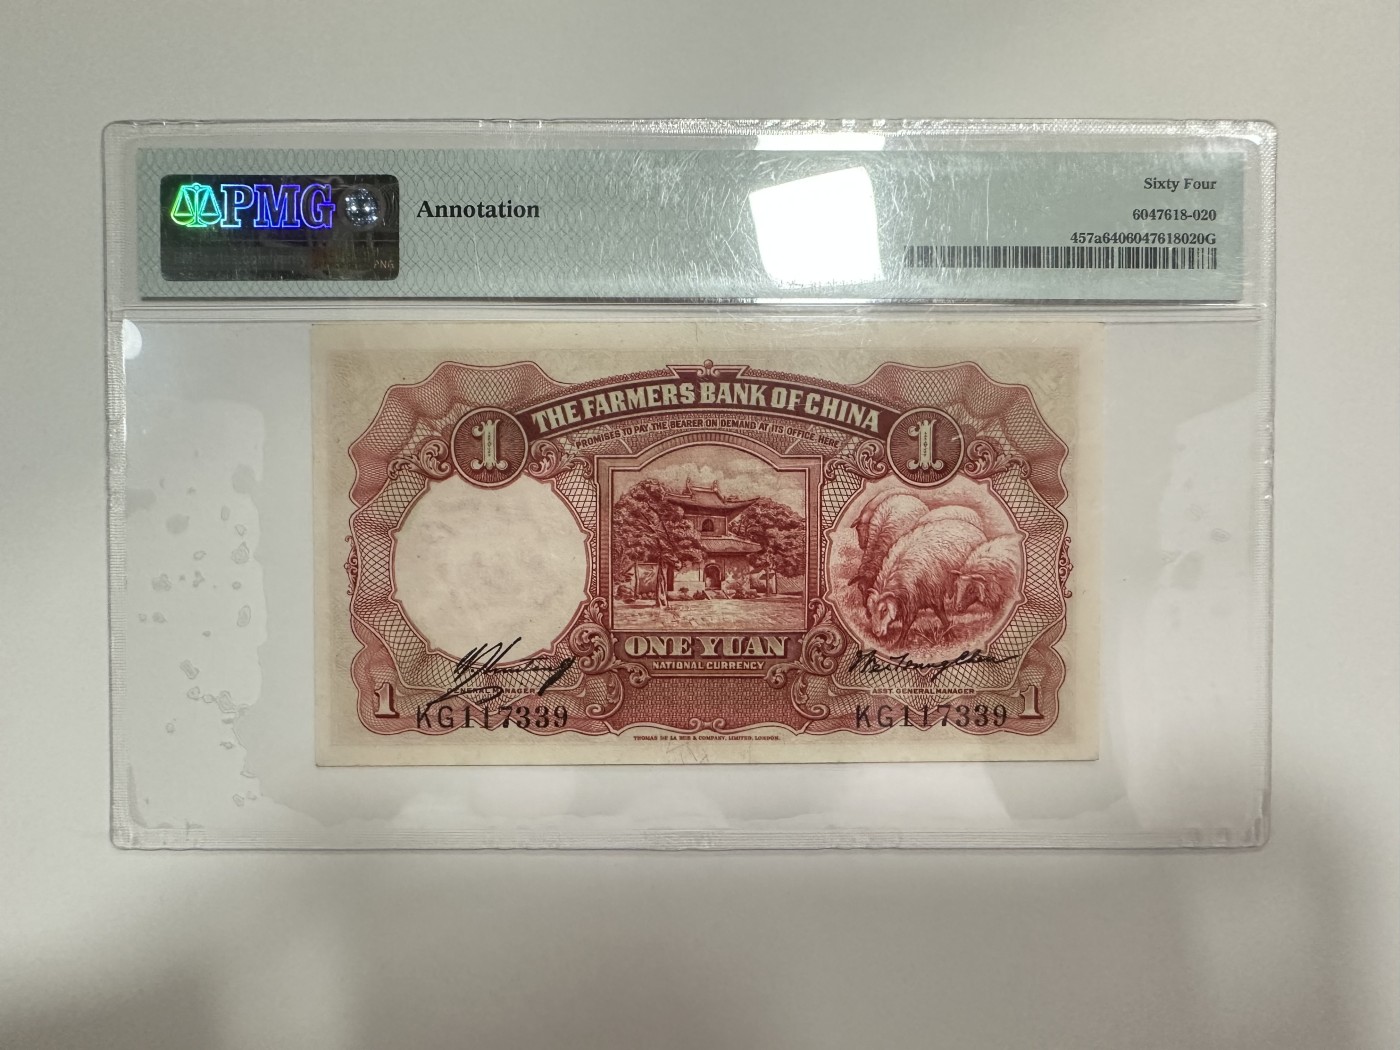 PMG
Annotation
Sixty Four
6047618-020
457a6406047618020G
THE FARMERS BANK OF CHINA
PROMISES TO PAY THE BEARER ON DEMAND AT ITS OFFICE HERE
1 1
ONE YUAN
NATIONAL CURRENCY
GENERAL MANAGER
ASST GENERAL MANAGER
1 1
KG117339 KG117339
THOMAS DE LA RUE & COMPANY, LIMITED, LONDON.